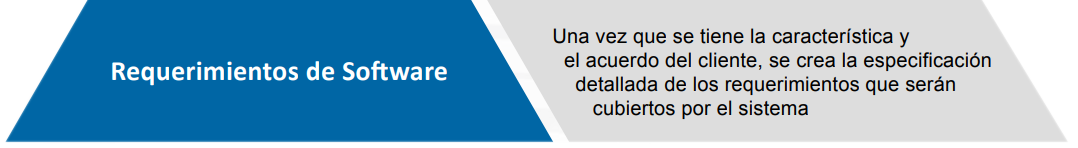 Requerimientos de Software
Una vez que se tiene la característica y
el acuerdo del cliente, se crea la especificación
detallada de los requerimientos que serán
cubiertos por el sistema